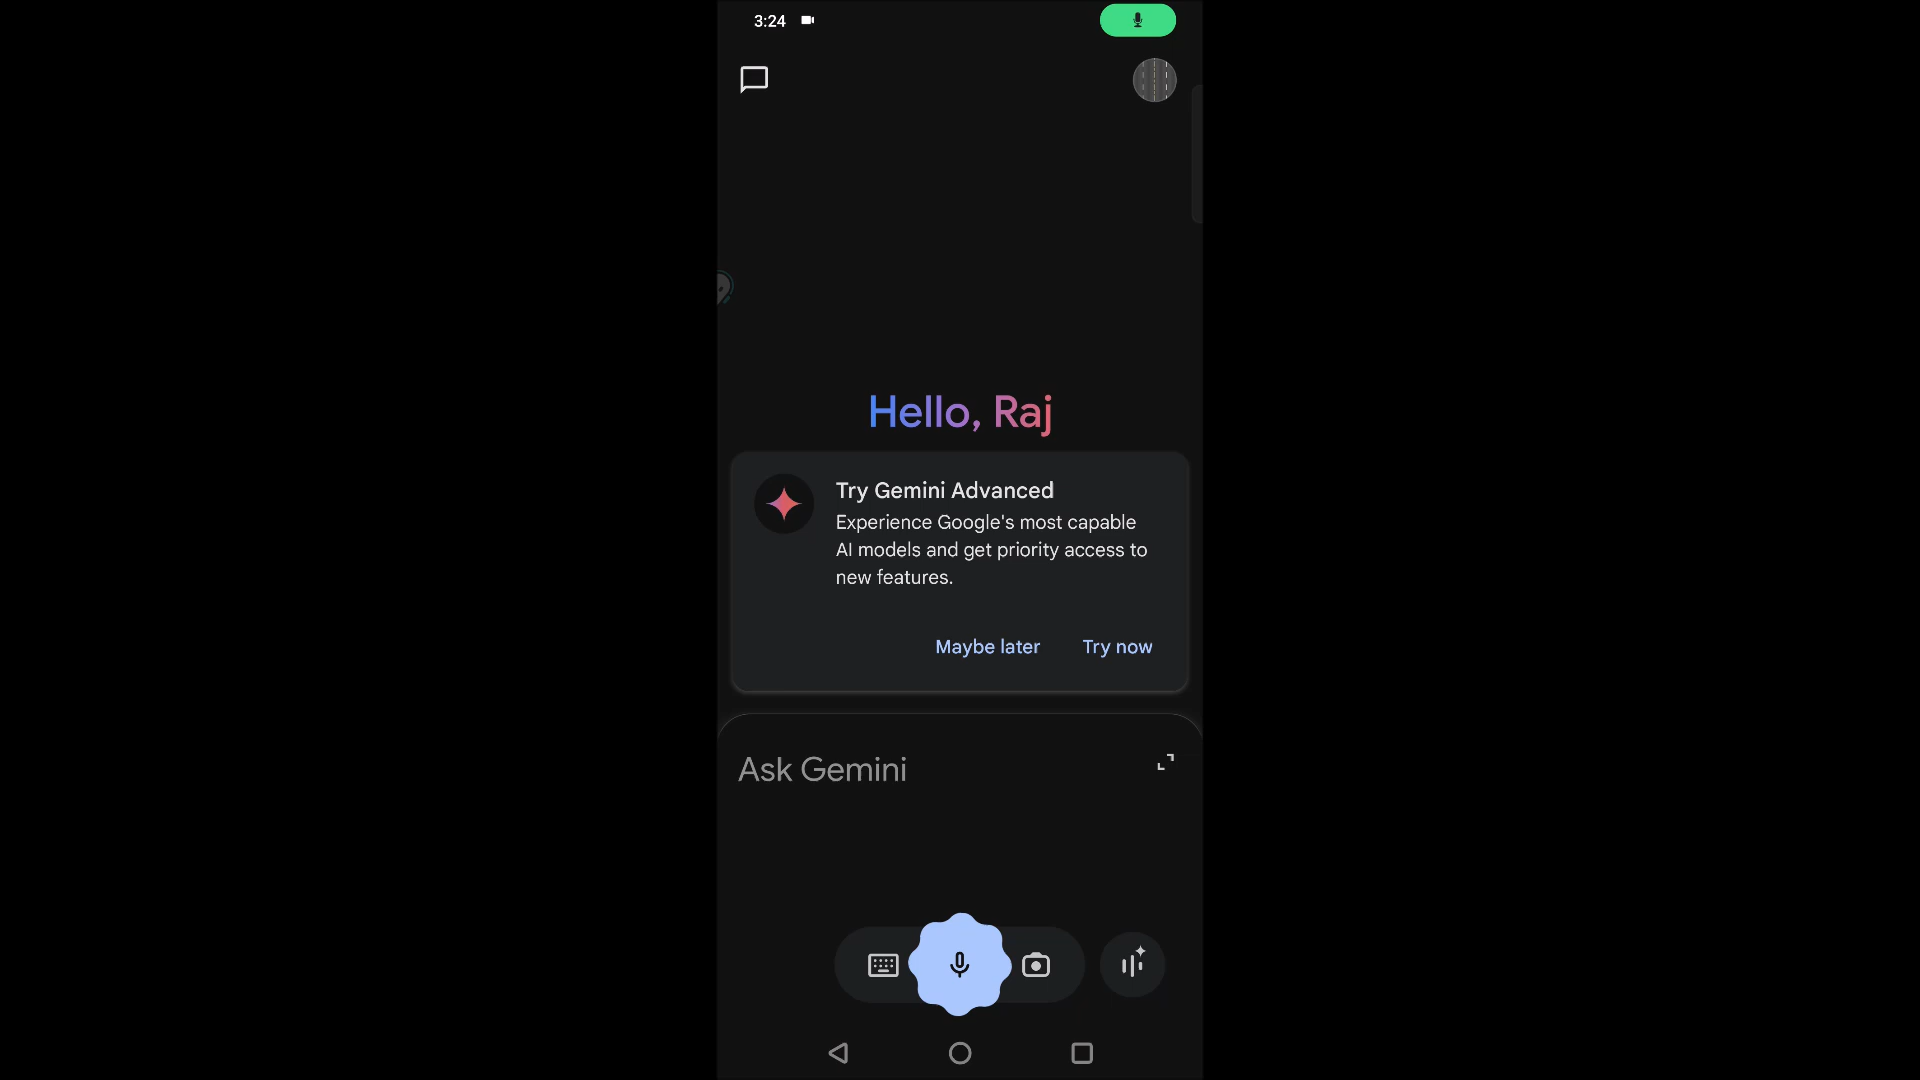 3:24
Hello, Raj
Try Gemini Advanced
Experience Google's most capable
AI models and get priority access to
new features.
Maybe later
Try now
Ask Gemini